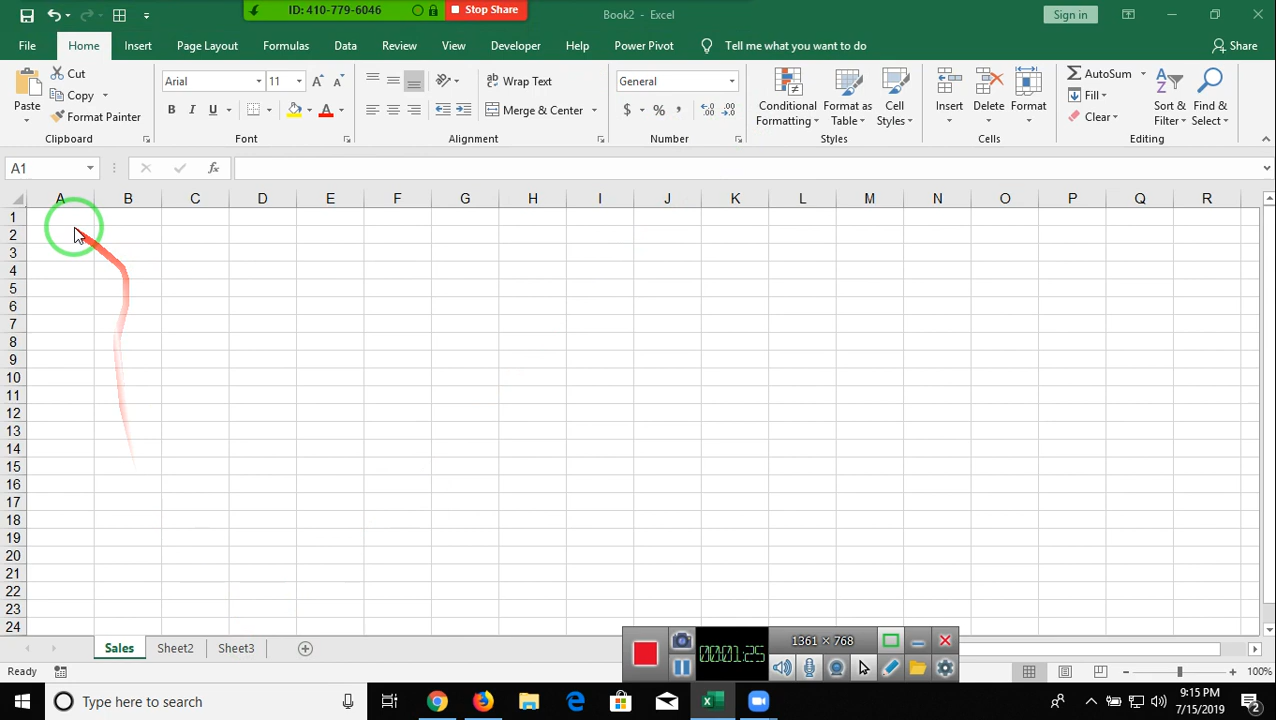 ID: 410-779-6046 Stop Share
Book2 - Excel
Sign in
File Home Insert Page Layout Formulas Data Review View Developer Help Power Pivot Tell me what you want to do Share
Paste
Cut
Copy
Format Painter
Clipboard
Arial 11
B I U A
Font
Wrap Text
Merge & Center
Alignment
General
$ % ,
Number
Conditional Formatting
Format as Table
Cell Styles
Styles
Insert Delete Format
Cells
AutoSum
Fill
Clear
Sort & Filter
Find & Select
Editing
A1 fx
A B C D E F G H I J K L M N O P Q R
1
2
3
4
5
6
7
8
9
10
11
12
13
14
15
16
17
18
19
20
21
22
23
24
Sales Sheet2 Sheet3
00:01:25
1361 × 768
Ready
100%
Type here to search
9:15 PM
7/15/2019
2